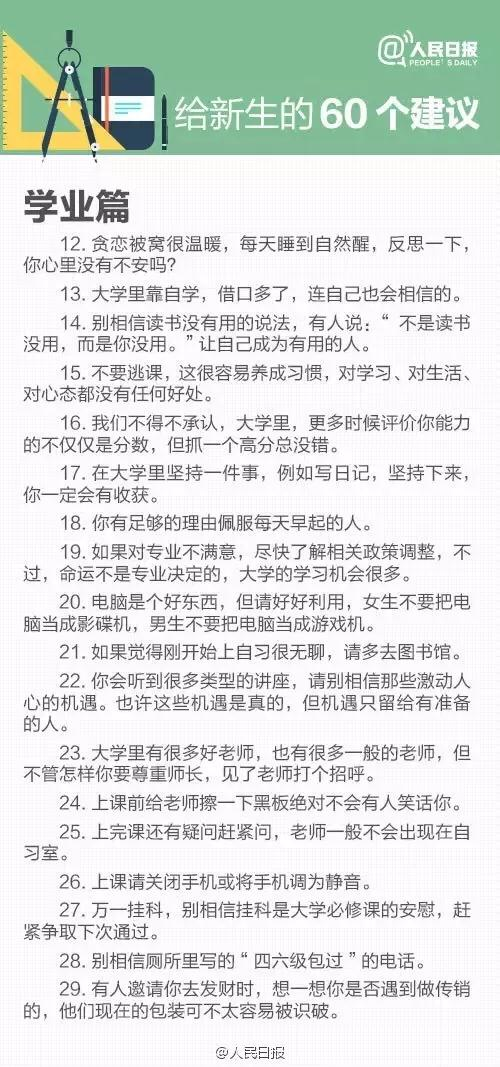 @人民日报
PEOPLE'S DAILY
给新生的60个建议
学业篇
12. 贪恋被窝很温暖，每天睡到自然醒，反思一下，
你心里没有不安吗?
13. 大学里靠自学，借口多了，连自己也会相信的。
14. 别相信读书没有用的说法，有人说：“ 不是读书
没用，而是你没用。”让自己成为有用的人。
15. 不要逃课，这很容易养成习惯，对学习、对生活、
对心态都没有任何好处。
16. 我们不得不承认，大学里，更多时候评价你能力
的不仅仅是分数，但抓一个高分总没错。
17. 在大学里坚持一件事，例如写日记，坚持下来，
你一定会有收获。
18. 你有足够的理由佩服每天早起的人。
19. 如果对专业不满意，尽快了解相关政策调整，不
过，命运不是专业决定的，大学的学习机会很多。
20. 电脑是个好东西，但请好好利用，女生不要把电
脑当成影碟机，男生不要把电脑当成游戏机。
21. 如果觉得刚开始上自习很无聊，请多去图书馆。
22. 你会听到很多类型的讲座，请别相信那些激动人
心的机遇。也许这些机遇是真的，但机遇只留给有准备
的人。
23. 大学里有很多好老师，也有很多一般的老师，但
不管怎样你要尊重师长，见了老师打个招呼。
24. 上课前给老师擦一下黑板绝对不会有人笑话你。
25. 上完课还有疑问赶紧问，老师一般不会出现在自
习室。
26. 上课请关闭手机或将手机调为静音。
27. 万一挂科，别相信挂科是大学必修课的安慰，赶
紧争取下次通过。
28. 别相信厕所里写的“ 四六级包过 ”的电话。
29. 有人邀请你去发财时，想一想你是否遇到做传销
的，他们现在的包装可不太容易被识破。
@人民日报